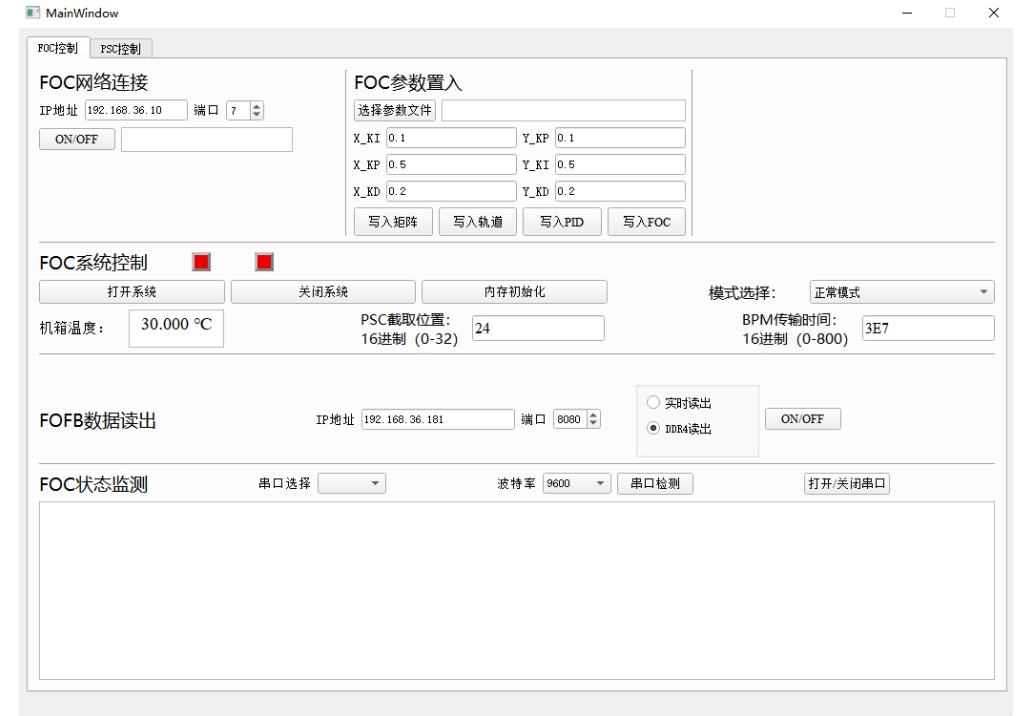 MainWindow
FOC控制 PSC控制
FOC网络连接
IP地址 192.168.36.10 端口 7
ON/OFF
FOC参数置入
选择参数文件
X_KI 0.1 Y_KP 0.1
X_KP 0.5 Y_KI 0.5
X_KD 0.2 Y_KD 0.2
写入矩阵 写入轨道 写入PID 写入FOC
FOC系统控制
打开系统 关闭系统 内存初始化 模式选择： 正常模式
机箱温度： 30.000 ℃
PSC截取位置：
16进制（0-32） 24
BPM传输时间：
16进制（0-800） 3E7
FOFB数据读出 IP地址 192.168.36.181 端口 8080
实时读出
DDR4读出
ON/OFF
FOC状态监测 串口选择 波特率 9600 串口检测 打开/关闭串口